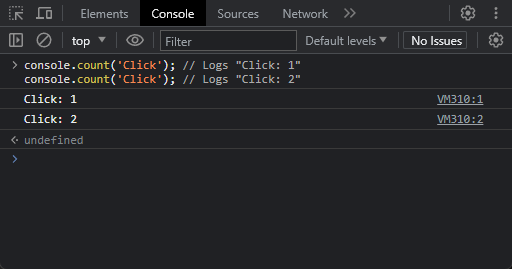 Elements Console Sources Network
top Filter Default levels No Issues
console.count('Click'); // Logs "Click: 1"
console.count('Click'); // Logs "Click: 2"
Click: 1 VM310:1
Click: 2 VM310:2
undefined